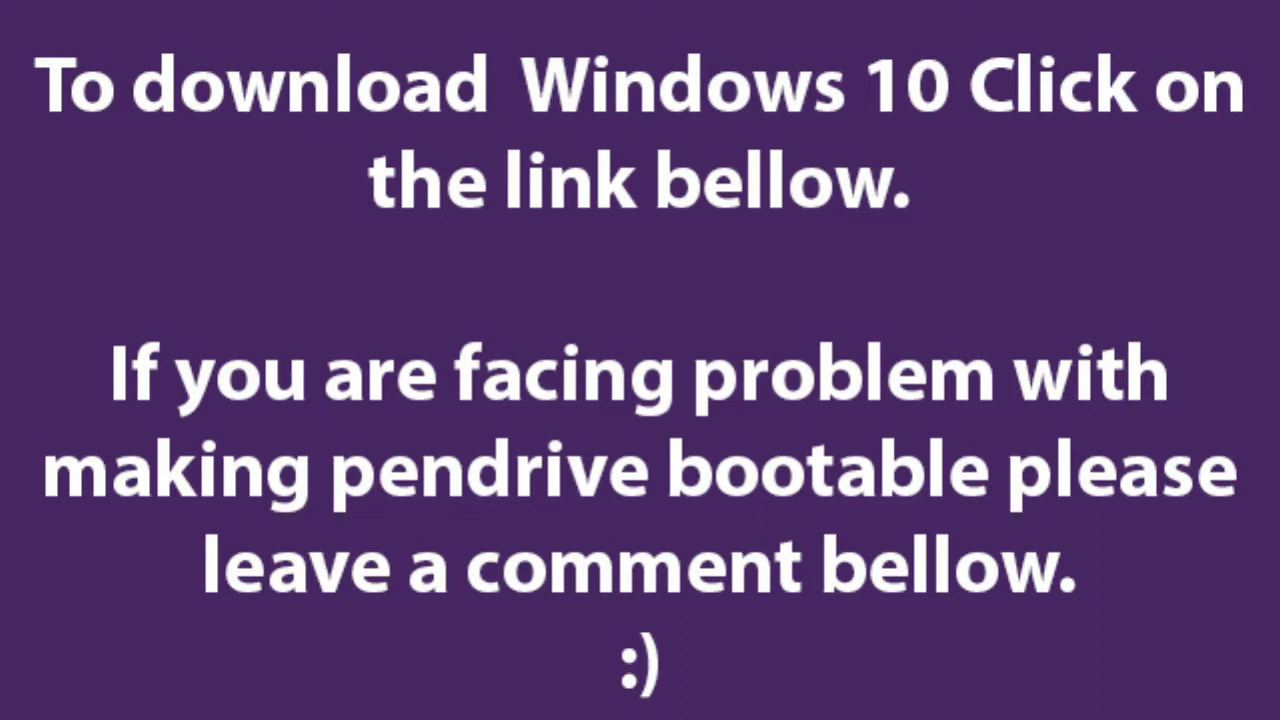 To download  Windows 10 Click on
the link bellow.
If you are facing problem with
making pendrive bootable please
leave a comment bellow.
:)